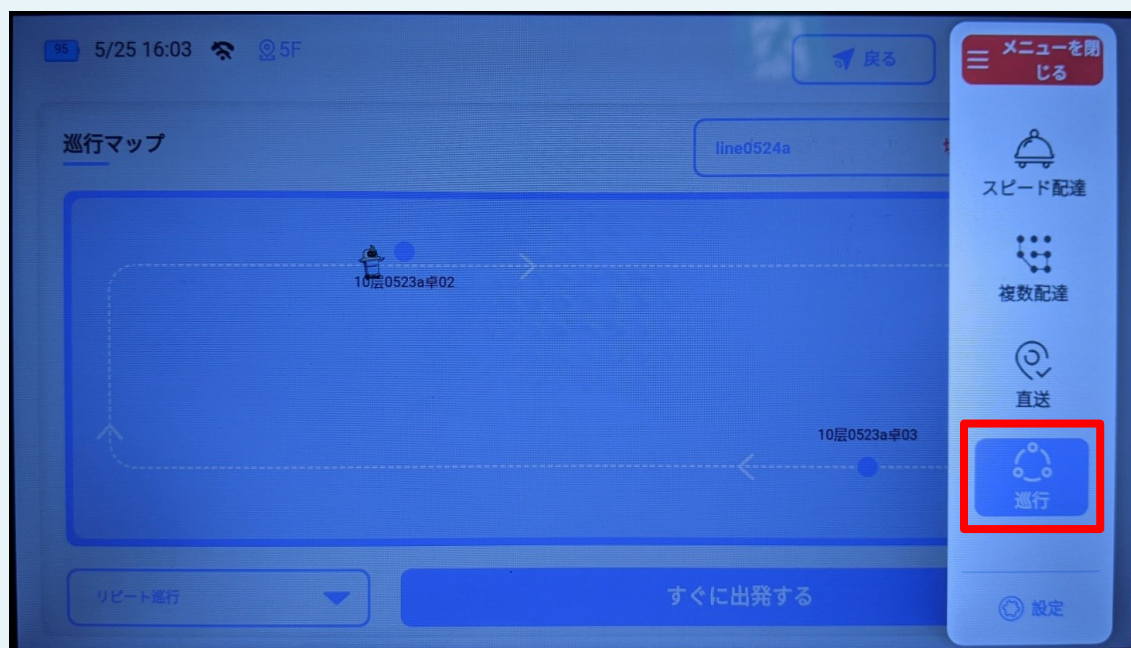 95 5/25 16:03 5F
戻る
メニューを閉
じる
巡行マップ
line0524a
10层0523a卓02
10层0523a卓03
リピート巡行
すぐに出発する
スピード配達
複数配達
直送
巡行
設定